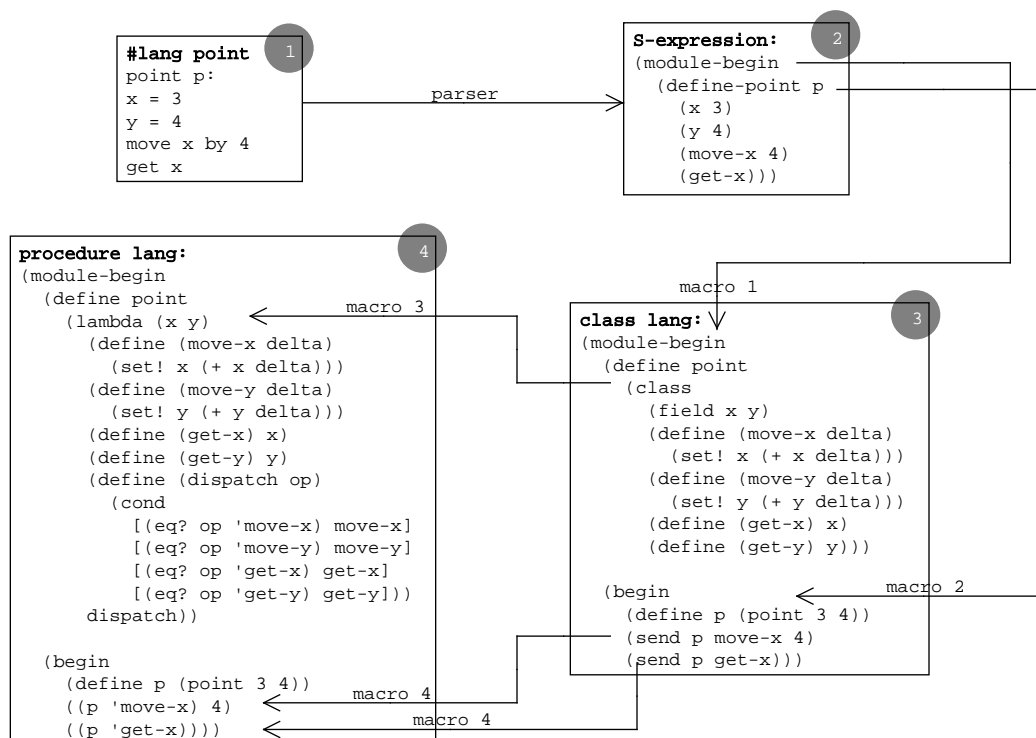 #lang point
1
point p:
x = 3
y = 4
move x by 4
get x
parser
S-expression:
2
(module-begin
  (define-point p
    (x 3)
    (y 4)
    (move-x 4)
    (get-x)))
procedure lang:
4
(module-begin
  (define point
    (lambda (x y)
      (define (move-x delta)
        (set! x (+ x delta)))
      (define (move-y delta)
        (set! y (+ y delta)))
      (define (get-x) x)
      (define (get-y) y)
      (define (dispatch op)
        (cond
          [(eq? op 'move-x) move-x]
          [(eq? op 'move-y) move-y]
          [(eq? op 'get-x) get-x]
          [(eq? op 'get-y) get-y]))
      dispatch))
  (begin
    (define p (point 3 4))
    ((p 'move-x) 4)
    ((p 'get-x))))
macro 3
macro 1
class lang:
3
(module-begin
  (define point
    (class
      (field x y)
      (define (move-x delta)
        (set! x (+ x delta)))
      (define (move-y delta)
        (set! y (+ y delta)))
      (define (get-x) x)
      (define (get-y) y)))
  (begin
    (define p (point 3 4))
    (send p move-x 4)
    (send p get-x)))
macro 2
macro 4
macro 4